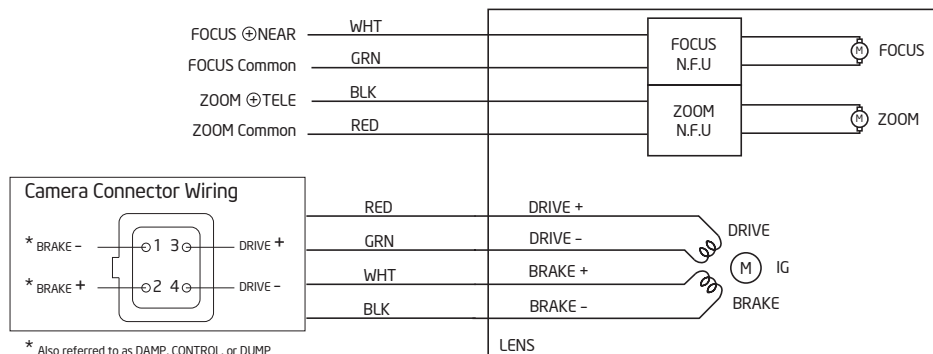 FOCUS ⊕NEAR WHT
FOCUS Common GRN
ZOOM ⊕TELE BLK
ZOOM Common RED
FOCUS N.F.U
M FOCUS
ZOOM N.F.U
M ZOOM
Camera Connector Wiring
* BRAKE – 1 3 DRIVE +
* BRAKE + 2 4 DRIVE –
RED DRIVE +
GRN DRIVE –
WHT BRAKE +
BLK BRAKE –
DRIVE
M IG
BRAKE
* Also referred to as DAMP, CONTROL, or DUMP
LENS